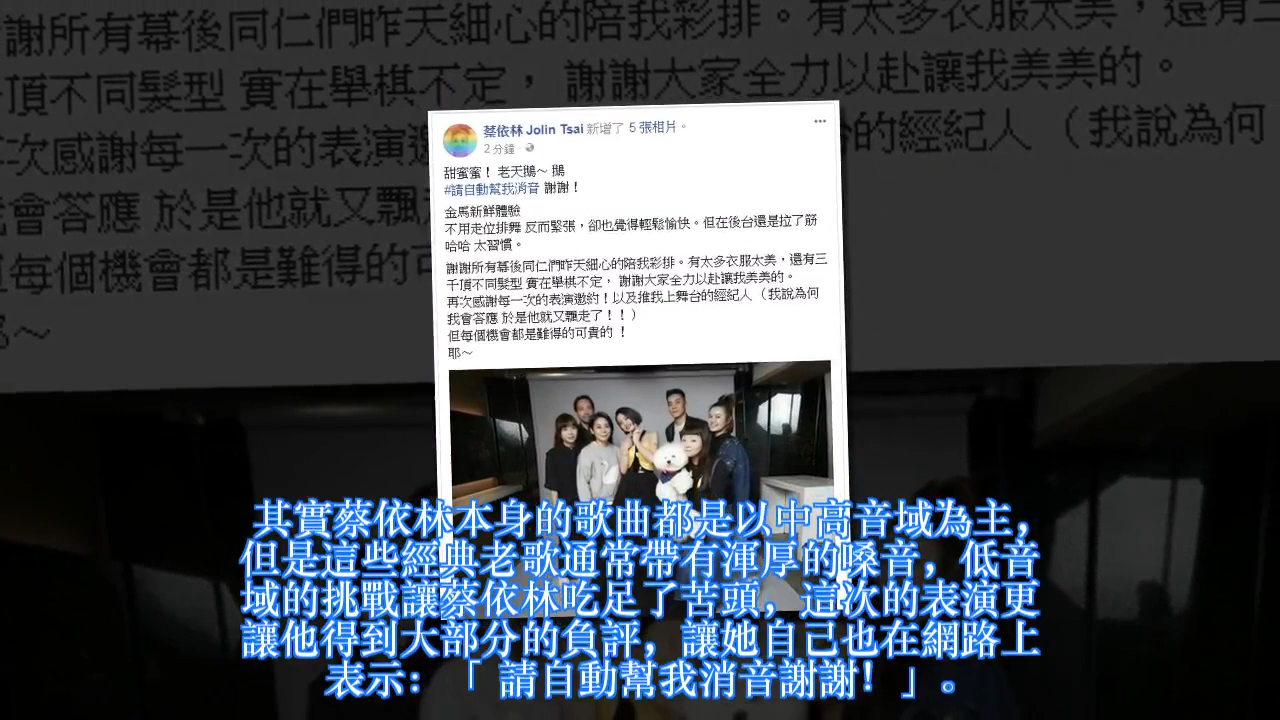 謝所有幕後同仁們昨天細心的陪我彩排。有太多衣服太美，還有三
頂不同髮型 實在舉棋不定， 謝謝大家全力以赴讓我美美的。
次感謝每一次的表演邀
台的經紀人 （我說為何
我會答應 於是他就又飄
每個機會都是難得的可
耶～
蔡依林 Jolin Tsai 新增了 5 張相片。
2 分鐘
甜蜜蜜！ 老天鵝～ 鵝
#請自動幫我消音 謝謝！
金馬新鮮體驗
不用走位排舞 反而緊張，卻也覺得輕鬆愉快。但在後台還是拉了筋
哈哈 太習慣。
謝謝所有幕後同仁們昨天細心的陪我彩排。有太多衣服太美，還有三
千頂不同髮型 實在舉棋不定， 謝謝大家全力以赴讓我美美的。
再次感謝每一次的表演邀約！以及推我上舞台的經紀人 （我說為何
我會答應 於是他就又飄走了！！）
但每個機會都是難得的可貴的 ！
耶～
其實蔡依林本身的歌曲都是以中高音域為主，
但是這些經典老歌通常帶有渾厚的嗓音，低音
域的挑戰讓蔡依林吃足了苦頭，這次的表演更
讓他得到大部分的負評，讓她自己也在網路上
表示：「 請自動幫我消音謝謝！」。